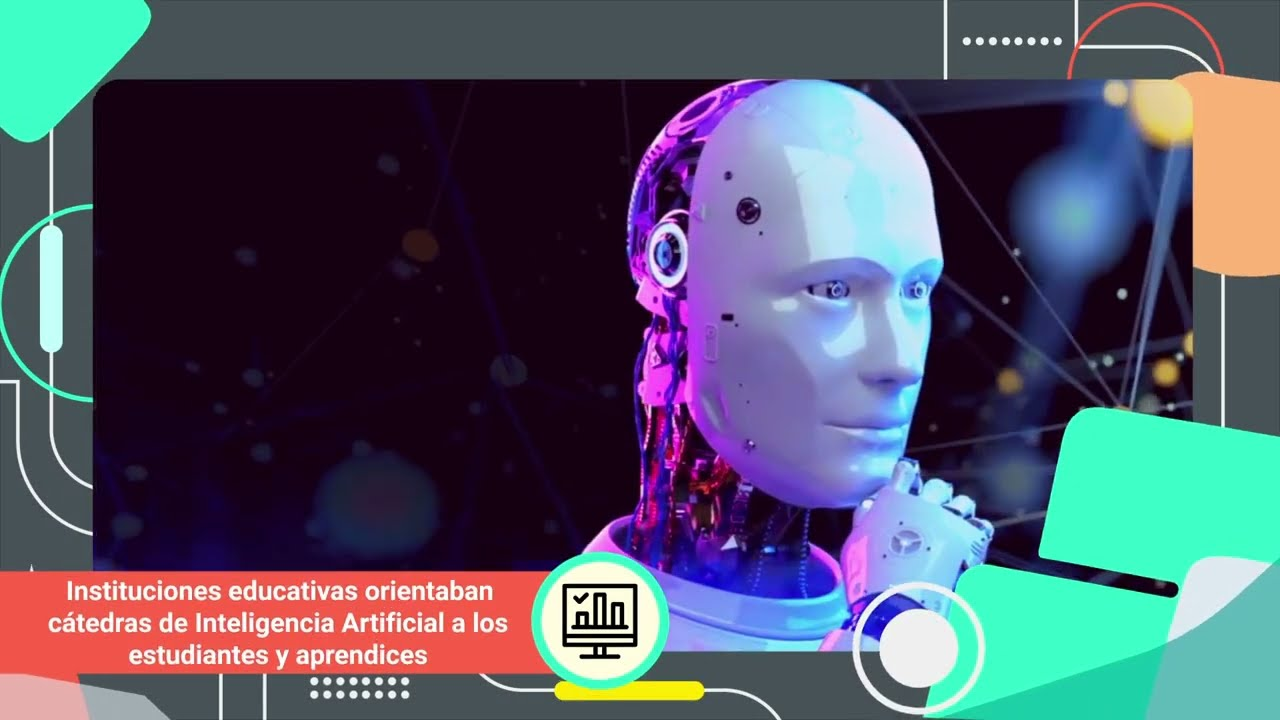 Instituciones educativas orientaban
cátedras de Inteligencia Artificial a los
estudiantes y aprendices